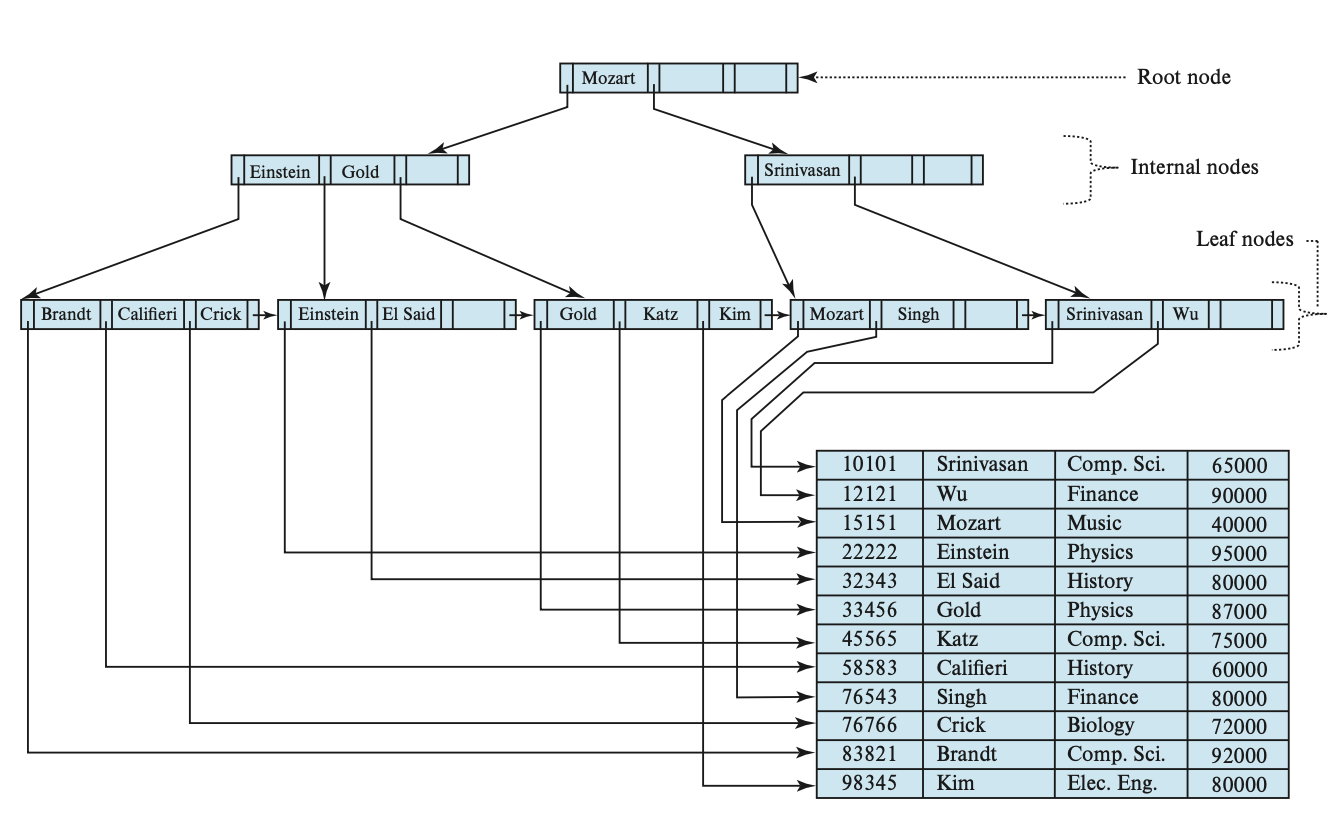 Mozart
Root node
Einstein Gold
Srinivasan
Internal nodes
Leaf nodes
Brandt Califieri Crick
Einstein El Said
Gold Katz Kim
Mozart Singh
Srinivasan Wu
10101 Srinivasan Comp. Sci. 65000
12121 Wu Finance 90000
15151 Mozart Music 40000
22222 Einstein Physics 95000
32343 El Said History 80000
33456 Gold Physics 87000
45565 Katz Comp. Sci. 75000
58583 Califieri History 60000
76543 Singh Finance 80000
76766 Crick Biology 72000
83821 Brandt Comp. Sci. 92000
98345 Kim Elec. Eng. 80000